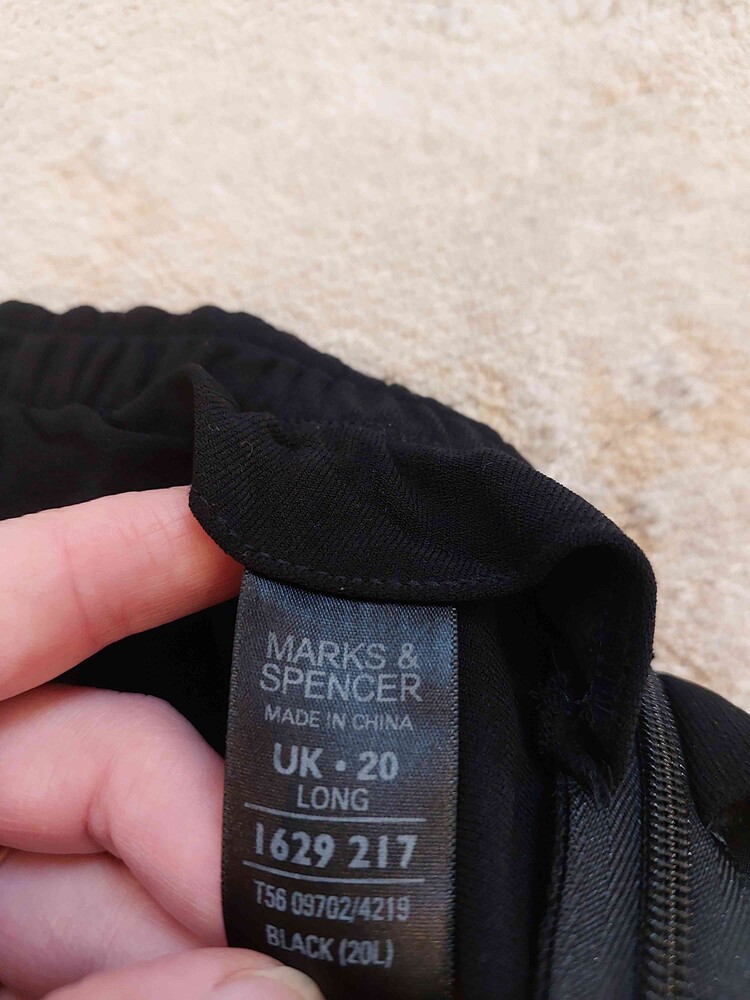 MARKS &
SPENCER
MADE IN CHINA
UK • 20
LONG
1629 217
T56 09702/4219
BLACK (20L)